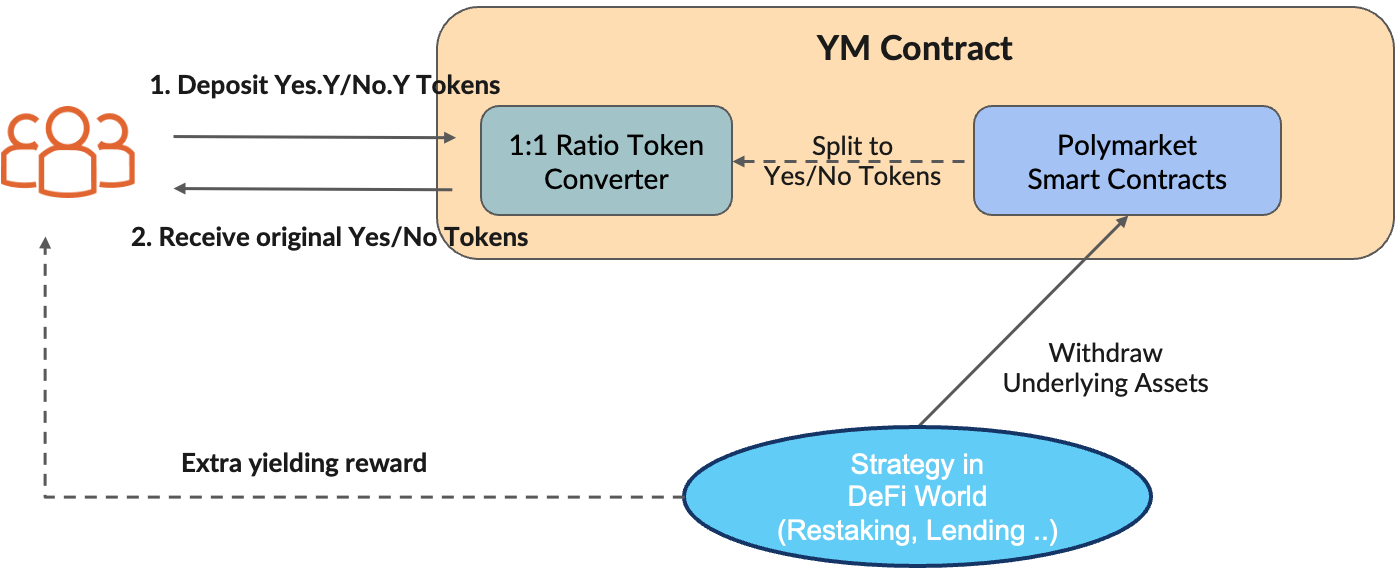 YM Contract
1. Deposit Yes.Y/No.Y Tokens
1:1 Ratio Token
Converter
Split to
Yes/No Tokens
Polymarket
Smart Contracts
2. Receive original Yes/No Tokens
Withdraw
Underlying Assets
Extra yielding reward
Strategy in
DeFi World
(Restaking, Lending ..)